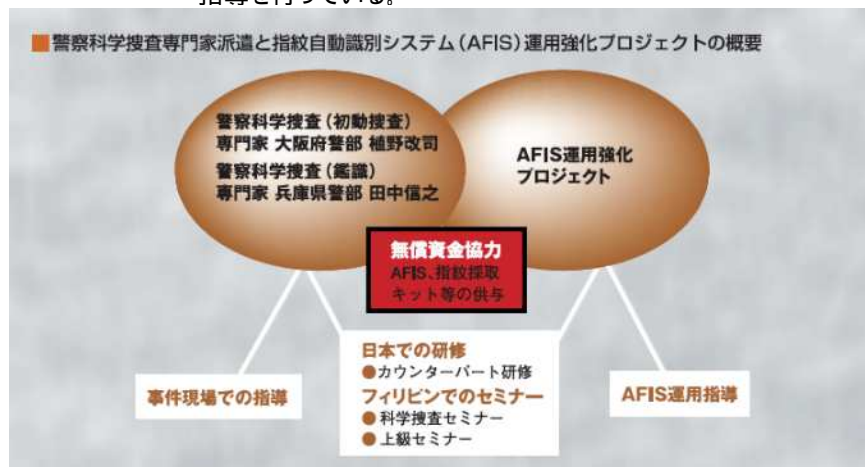 指導を行っている。
■警察科学捜査専門家派遣と指紋自動識別システム(AFIS)運用強化プロジェクトの概要
警察科学捜査(初動捜査)
専門家 大阪府警部 植野改司
警察科学捜査(鑑識)
専門家 兵庫県警部 田中信之
AFIS運用強化
プロジェクト
無償資金協力
AFIS、指紋採取
キット等の供与
事件現場での指導
日本での研修
●カウンターパート研修
フィリピンでのセミナー
●科学捜査セミナー
●上級セミナー
AFIS運用指導